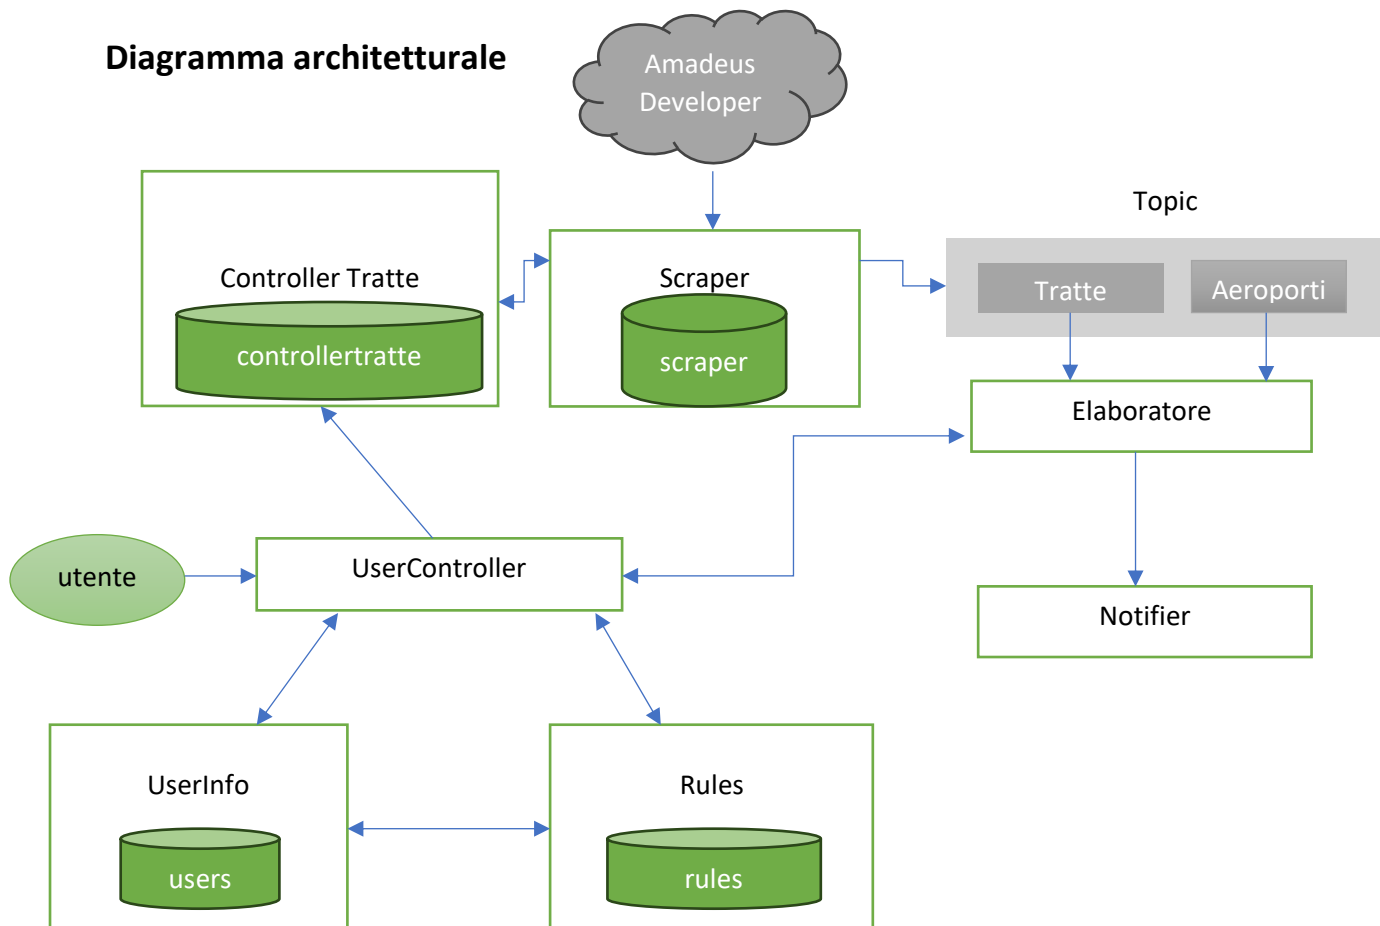 Diagramma architetturale
Amadeus
Developer
Topic
Controller Tratte
controllertratte
Scraper
scraper
Tratte
Aeroporti
Elaboratore
utente
UserController
Notifier
UserInfo
users
Rules
rules